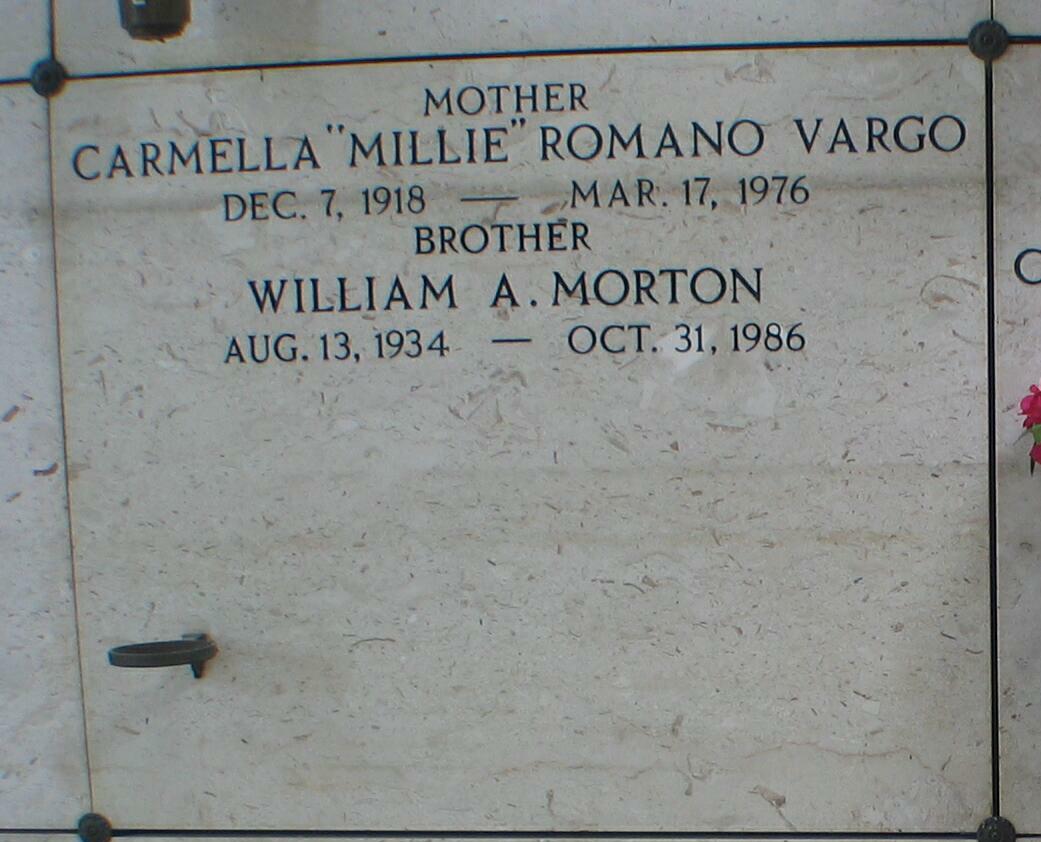 MOTHER
CARMELLA "MILLIE" ROMANO VARGO
DEC. 7, 1918 — MAR. 17, 1976
BROTHER
WILLIAM A. MORTON
AUG. 13, 1934 — OCT. 31, 1986
C